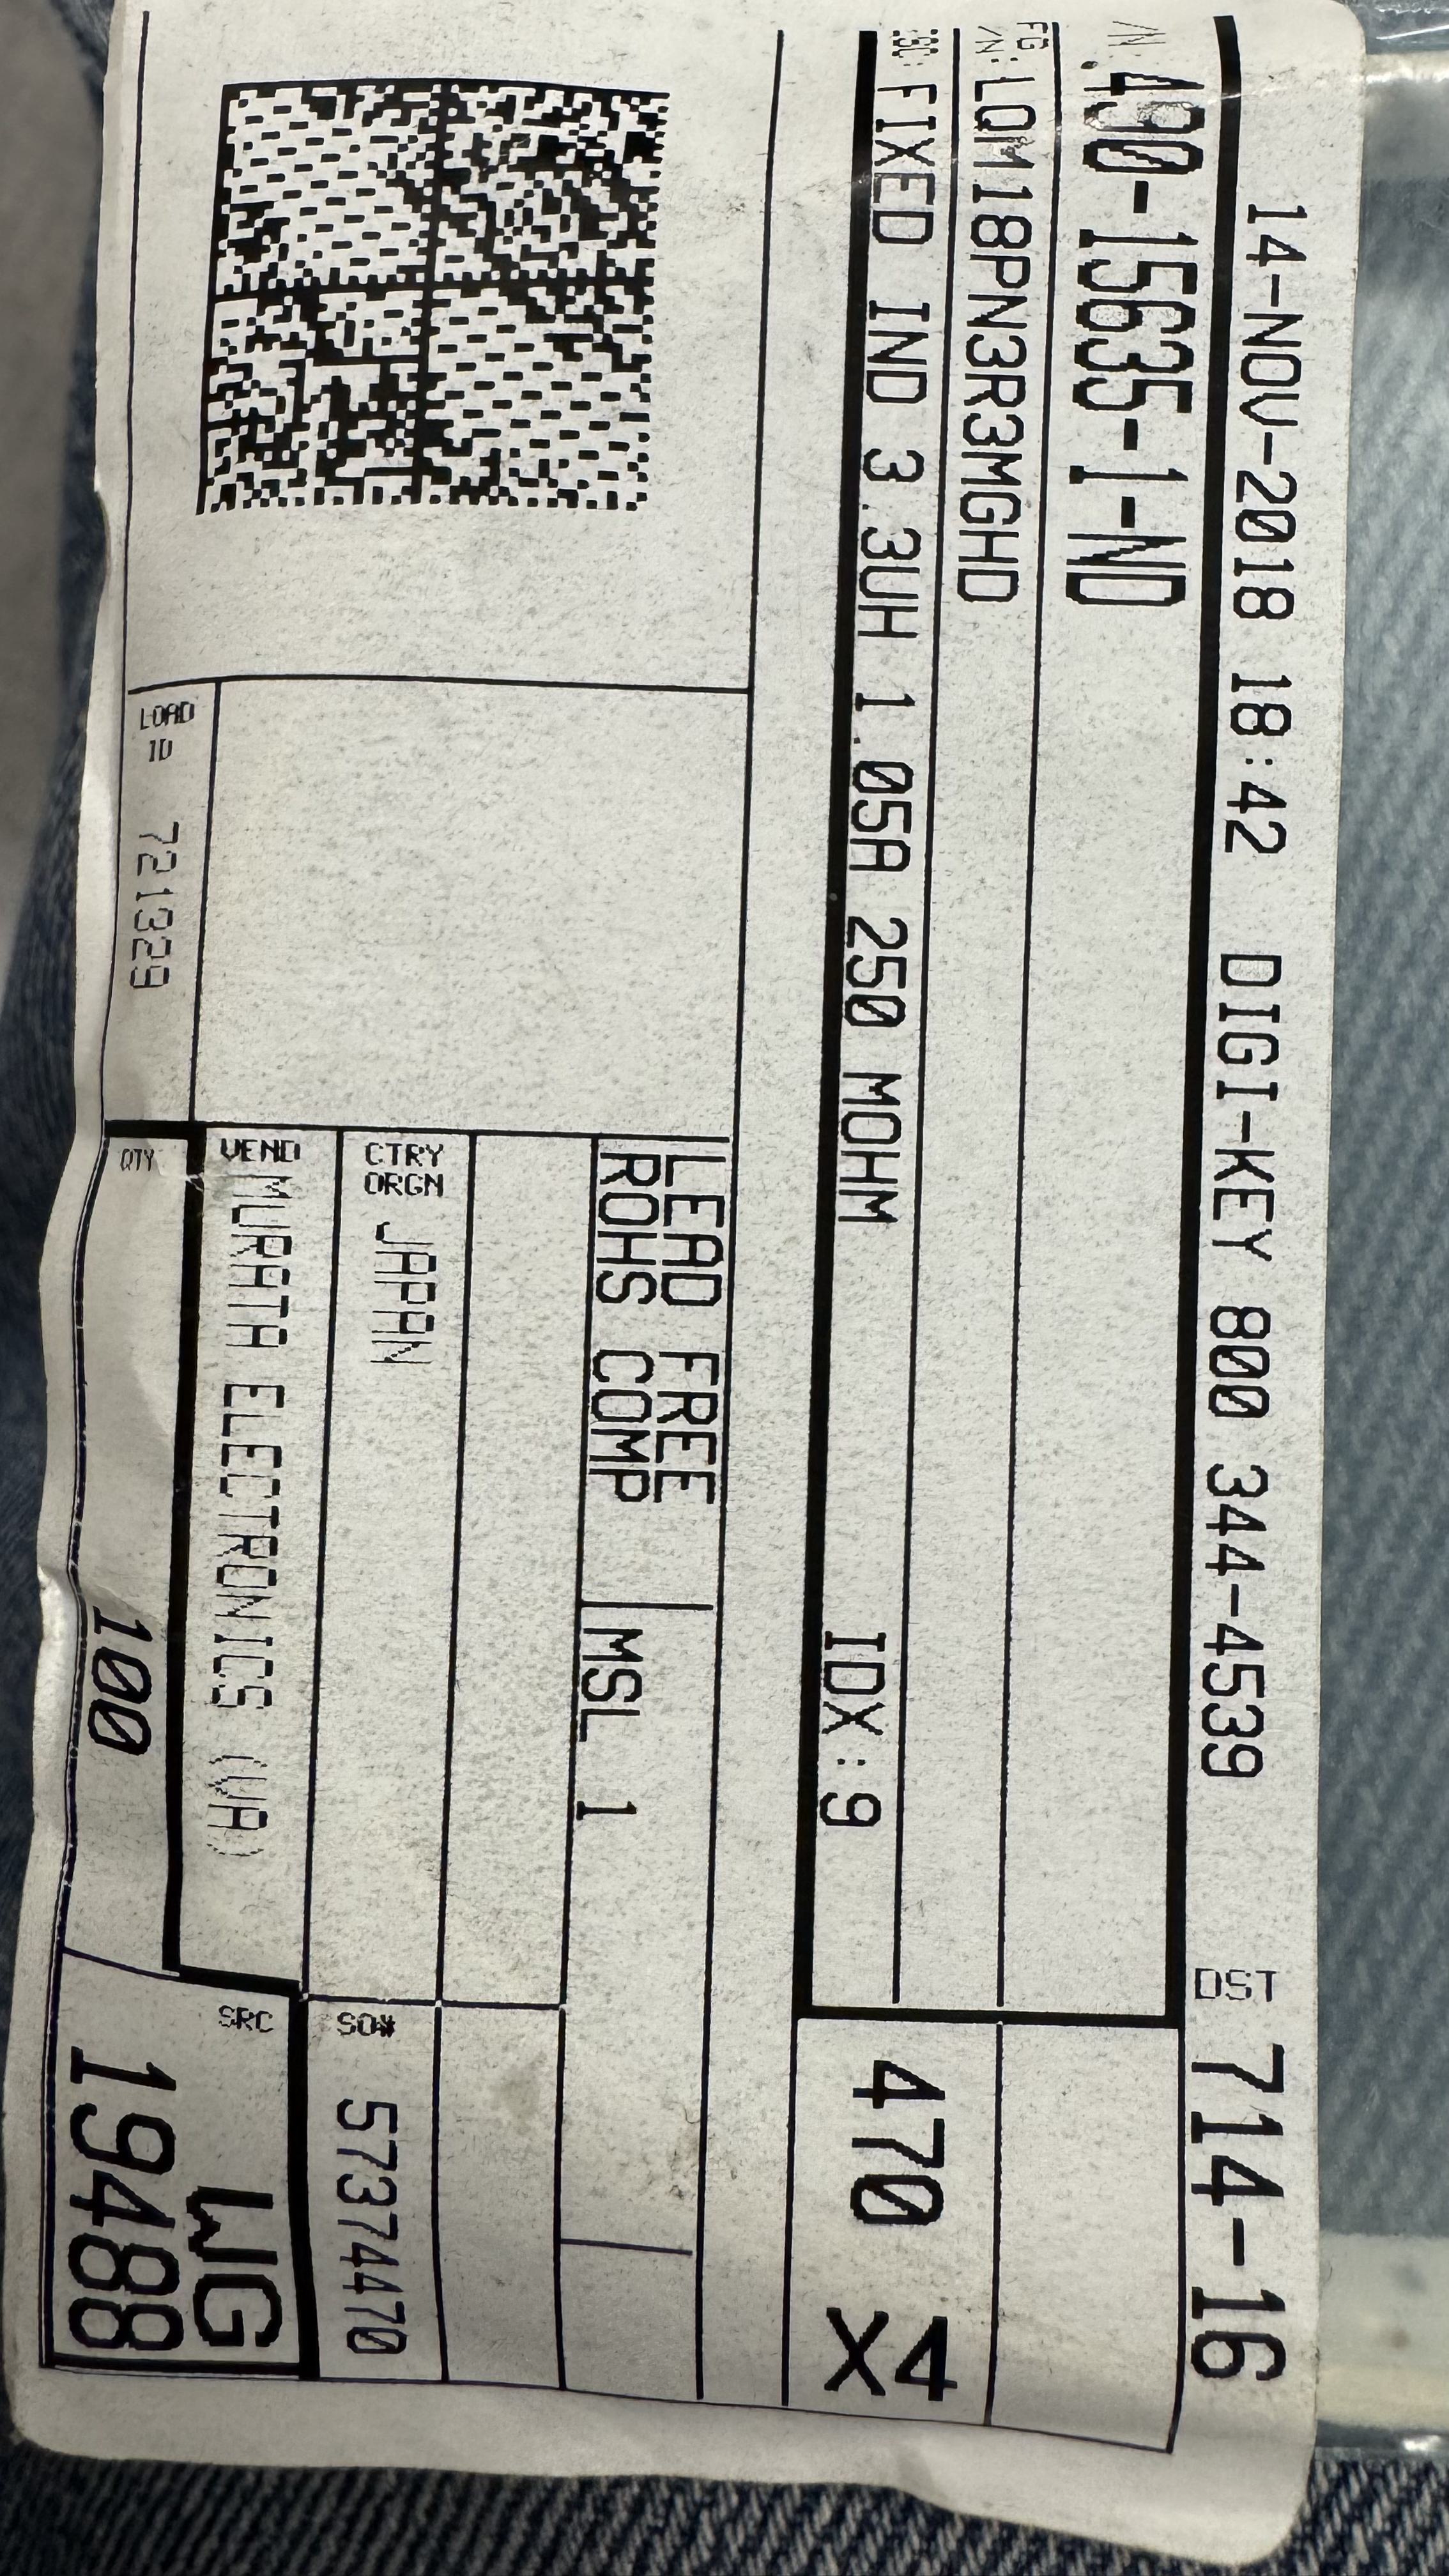 14-NOV-2018 18:42 DIGI-KEY 800 344-4539 DST 714-16
/N: 490-15635-1-ND
FG
/N: LQM18PN3R3MGHD
FIXED IND 3.3UH 1.05A 250 MOHM
IDX:9
470 X4
LEAD FREE
ROHS COMP
MSL 1
CTRY
ORGN JAPAN
SO# 57374470
VEND MURATA ELECTRONICS (VA)
LOAD
ID 721329
QTY 100
SRC WG
19488